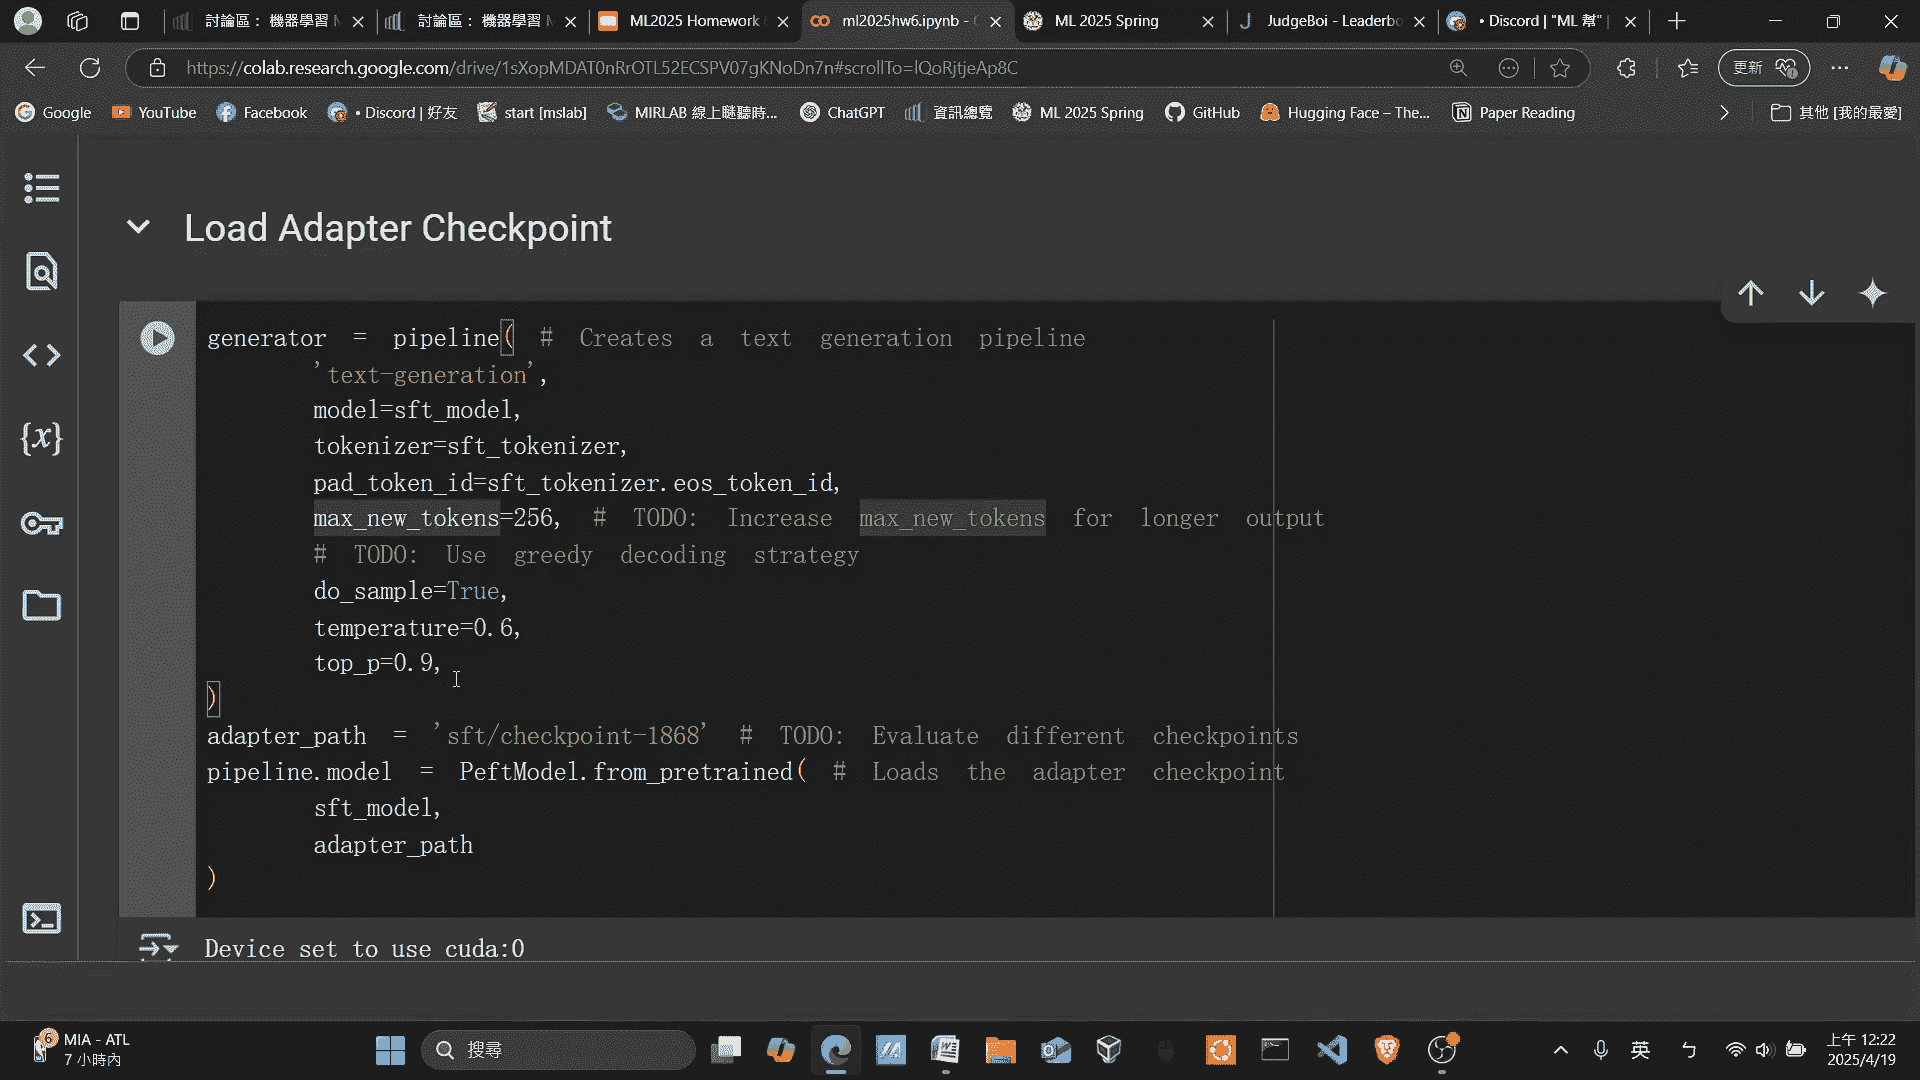 討論區： 機器學習
討論區： 機器學習
ML2025 Homework
ml2025hw6.ipynb -
ML 2025 Spring
JudgeBoi - Leaderbo
• Discord | "ML 幫" |
https://colab.research.google.com/drive/1sXopMDAT0nRrOTL52ECSPV07gKNoDn7n#scrollTo=lQoRjtjeAp8C
更新
Google
YouTube
Facebook
• Discord | 好友
start [mslab]
MIRLAB 線上瞇聽時...
ChatGPT
資訊總覽
ML 2025 Spring
GitHub
Hugging Face – The...
Paper Reading
其他 [我的最愛]
Load Adapter Checkpoint
generator = pipeline( # Creates a text generation pipeline
'text-generation',
model=sft_model,
tokenizer=sft_tokenizer,
pad_token_id=sft_tokenizer.eos_token_id,
max_new_tokens=256, # TODO: Increase max_new_tokens for longer output
# TODO: Use greedy decoding strategy
do_sample=True,
temperature=0.6,
top_p=0.9,
)
adapter_path = 'sft/checkpoint-1868' # TODO: Evaluate different checkpoints
pipeline.model = PeftModel.from_pretrained( # Loads the adapter checkpoint
sft_model,
adapter_path
)
Device set to use cuda:0
6
MIA - ATL
7 小時內
搜尋
英
ㄅ
上午 12:22
2025/4/19